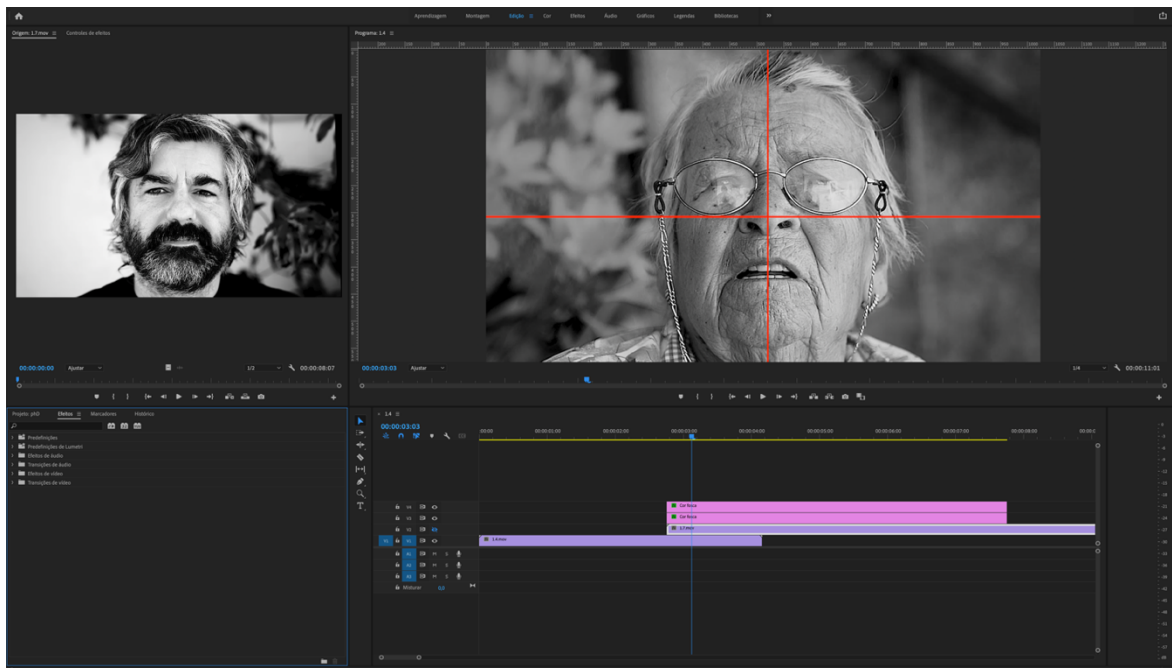 Aprendizagem Montagem Edição Cor Efeitos Áudio Gráficos Legendas Bibliotecas
Origem: 1.7.mov Controles de efeitos
Programa: 1.4
00:00:00:00 Ajustar 1/2 00:00:08:07
00:00:03:03 Ajustar 1/4 00:00:11:01
Projeto: phD Efeitos Marcadores Histórico
Predefinições
Predefinições de Lumetri
Efeitos de áudio
Transições de áudio
Efeitos de vídeo
Transições de vídeo
1.4
00:00:03:03
:00:00 00:00:01:00 00:00:02:00 00:00:03:00 00:00:04:00 00:00:05:00 00:00:06:00 00:00:07:00 00:00:08:00 00:00:0
V4 Cor fosca
V3 Cor fosca
V2 1.7.mov
V1 V1 1.4.mov
A1 M S
A2 M S
A3 M S
Misturar 0,0